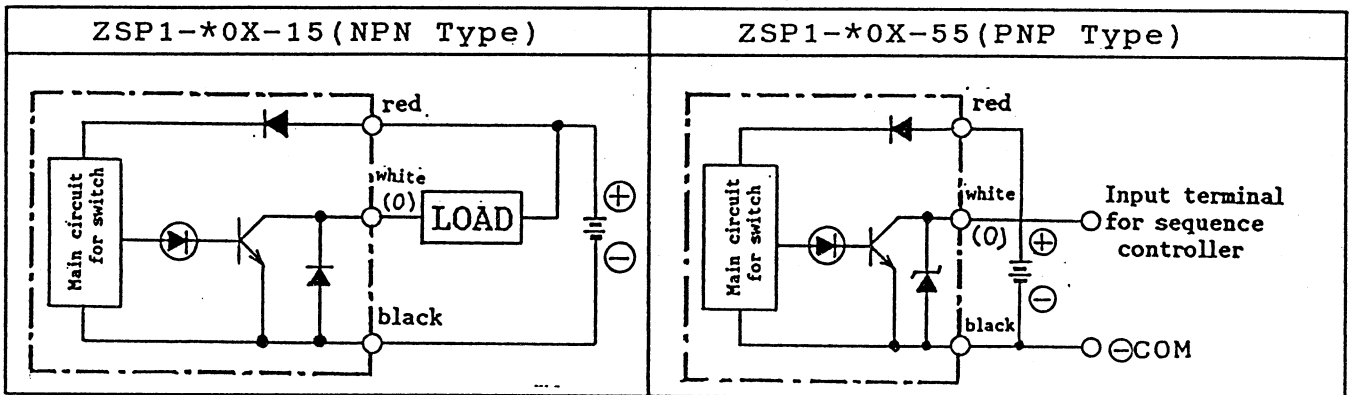 ZSP1-*0X-15(NPN Type)
ZSP1-*0X-55(PNP Type)
red
white
(0)
LOAD
⊕
⊖
black
Main circuit
for switch
red
white
(0)
⊕
⊖
black
Main circuit
for switch
Input terminal
for sequence
controller
⊖COM